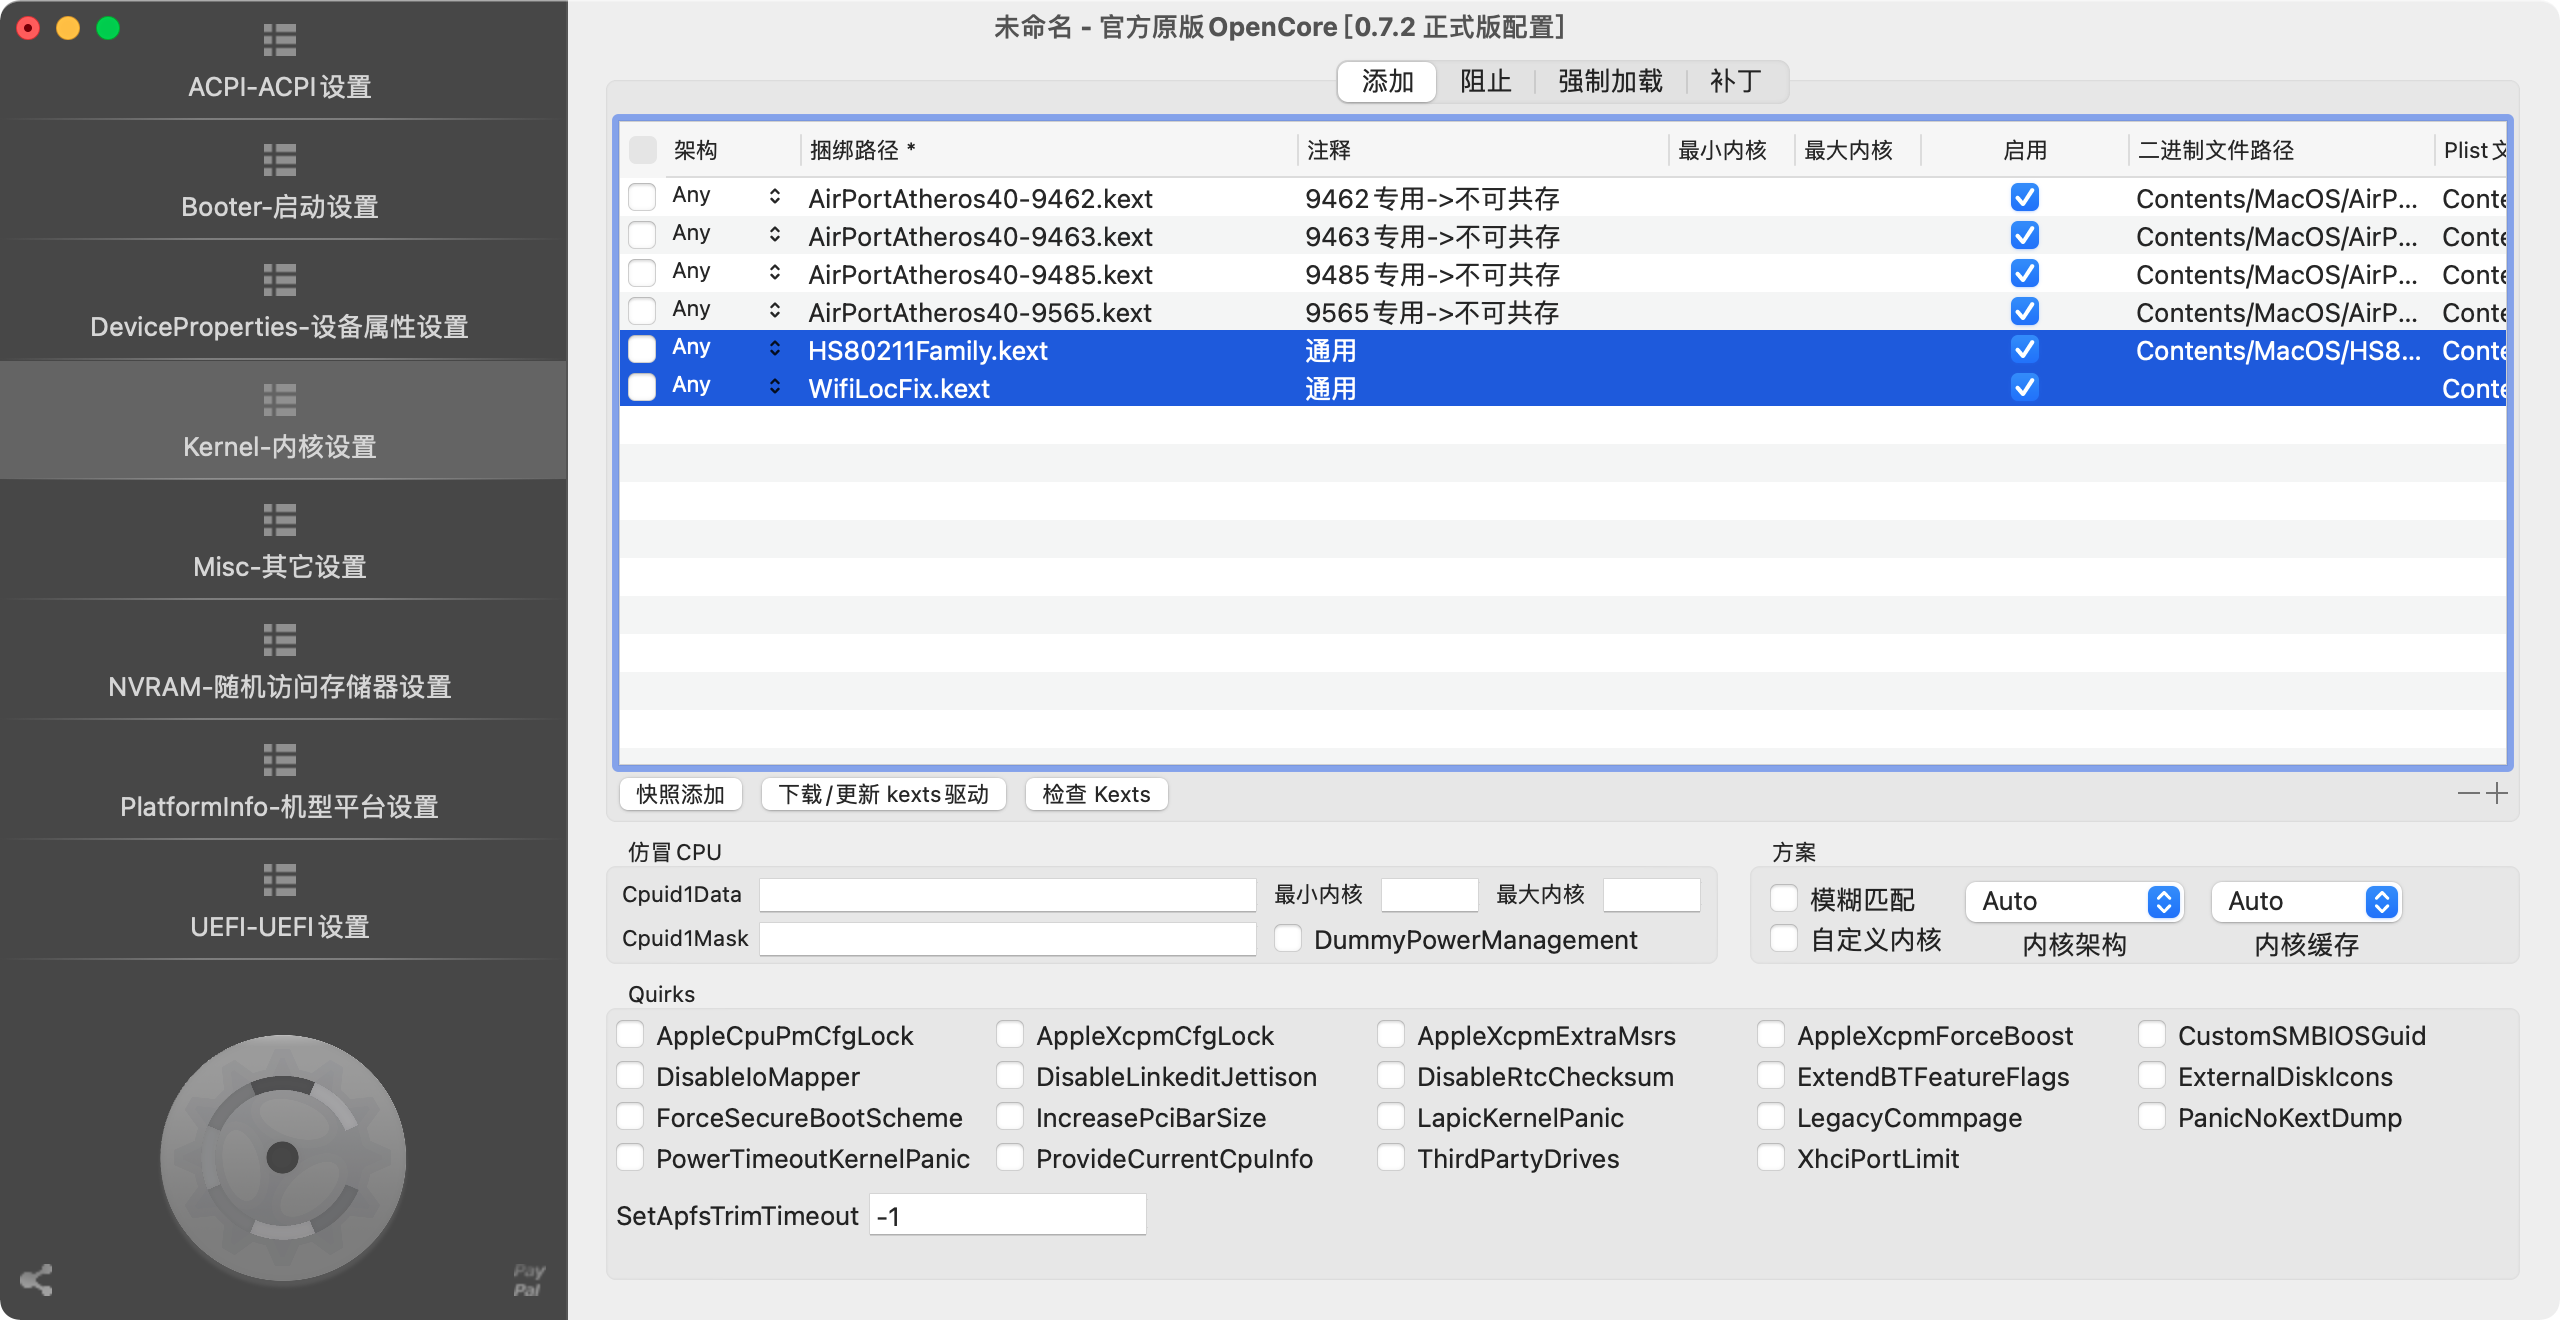 未命名 - 官方原版OpenCore[0.7.2 正式版配置]
ACPI-ACPI设置
Booter-启动设置
DeviceProperties-设备属性设置
Kernel-内核设置
Misc-其它设置
NVRAM-随机访问存储器设置
PlatformInfo-机型平台设置
UEFI-UEFI设置
Pay
Pal
添加 阻止 强制加载 补丁
架构 捆绑路径 * 注释 最小内核 最大内核 启用 二进制文件路径 Plist文
Any AirPortAtheros40-9462.kext 9462专用->不可共存 Contents/MacOS/AirP... Conte
Any AirPortAtheros40-9463.kext 9463专用->不可共存 Contents/MacOS/AirP... Conte
Any AirPortAtheros40-9485.kext 9485专用->不可共存 Contents/MacOS/AirP... Conte
Any AirPortAtheros40-9565.kext 9565专用->不可共存 Contents/MacOS/AirP... Conte
Any HS80211Family.kext 通用 Contents/MacOS/HS8... Conte
Any WifiLocFix.kext 通用 Conte
快照添加 下载/更新 kexts驱动 检查 Kexts
仿冒CPU
Cpuid1Data 最小内核 最大内核
Cpuid1Mask DummyPowerManagement
方案
模糊匹配 Auto Auto
自定义内核 内核架构 内核缓存
Quirks
AppleCpuPmCfgLock AppleXcpmCfgLock AppleXcpmExtraMsrs AppleXcpmForceBoost CustomSMBIOSGuid
DisableIoMapper DisableLinkeditJettison DisableRtcChecksum ExtendBTFeatureFlags ExternalDiskIcons
ForceSecureBootScheme IncreasePciBarSize LapicKernelPanic LegacyCommpage PanicNoKextDump
PowerTimeoutKernelPanic ProvideCurrentCpuInfo ThirdPartyDrives XhciPortLimit
SetApfsTrimTimeout -1